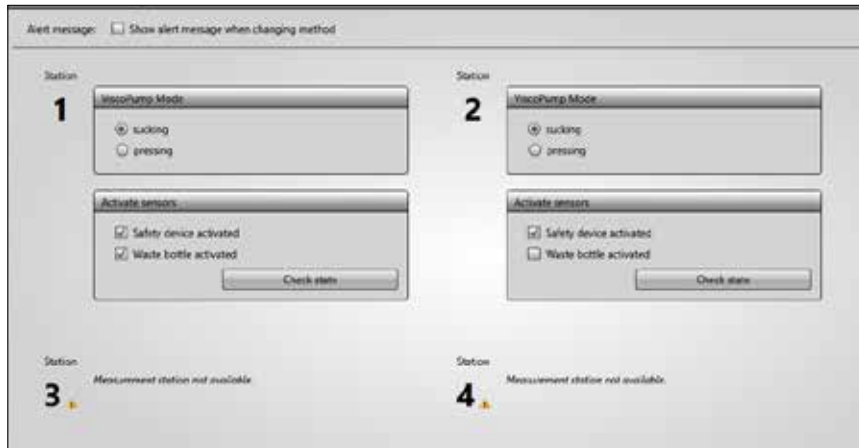 Alert message: Show alert message when changing method
Station
1
ViscoPump Mode
sucking
pressing
Activate sensors
Safety device activated
Waste bottle activated
Check state
Station
2
ViscoPump Mode
sucking
pressing
Activate sensors
Safety device activated
Waste bottle activated
Check state
Station
3
Measurement station not available.
Station
4
Measurement station not available.